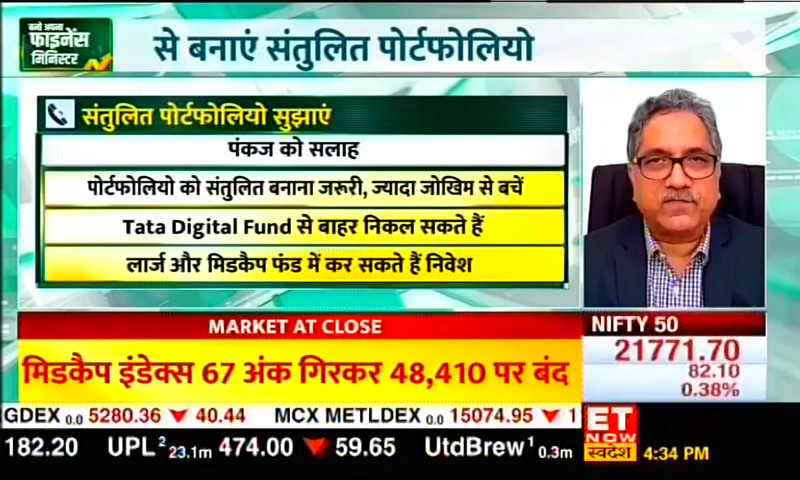 बनो अपना
फाइनेंस
मिनिस्टर
से बनाएं संतुलित पोर्टफोलियो
संतुलित पोर्टफोलियो सुझाएं
पंकज को सलाह
पोर्टफोलियो को संतुलित बनाना जरूरी, ज्यादा जोखिम से बचें
Tata Digital Fund से बाहर निकल सकते हैं
लार्ज और मिडकैप फंड में कर सकते हैं निवेश
MARKET AT CLOSE
मिडकैप इंडेक्स 67 अंक गिरकर 48,410 पर बंद
NIFTY 50
21771.70
82.10
0.38%
GDEX 0.0 5280.36 ▼ 40.44 MCX METLDEX 0.0 15074.95 ▼ 1
182.20 UPL² 23.1m 474.00 ▼ 59.65 UtdBrew¹ 0.3m
ET
NOW
स्वदेश
4:34 PM